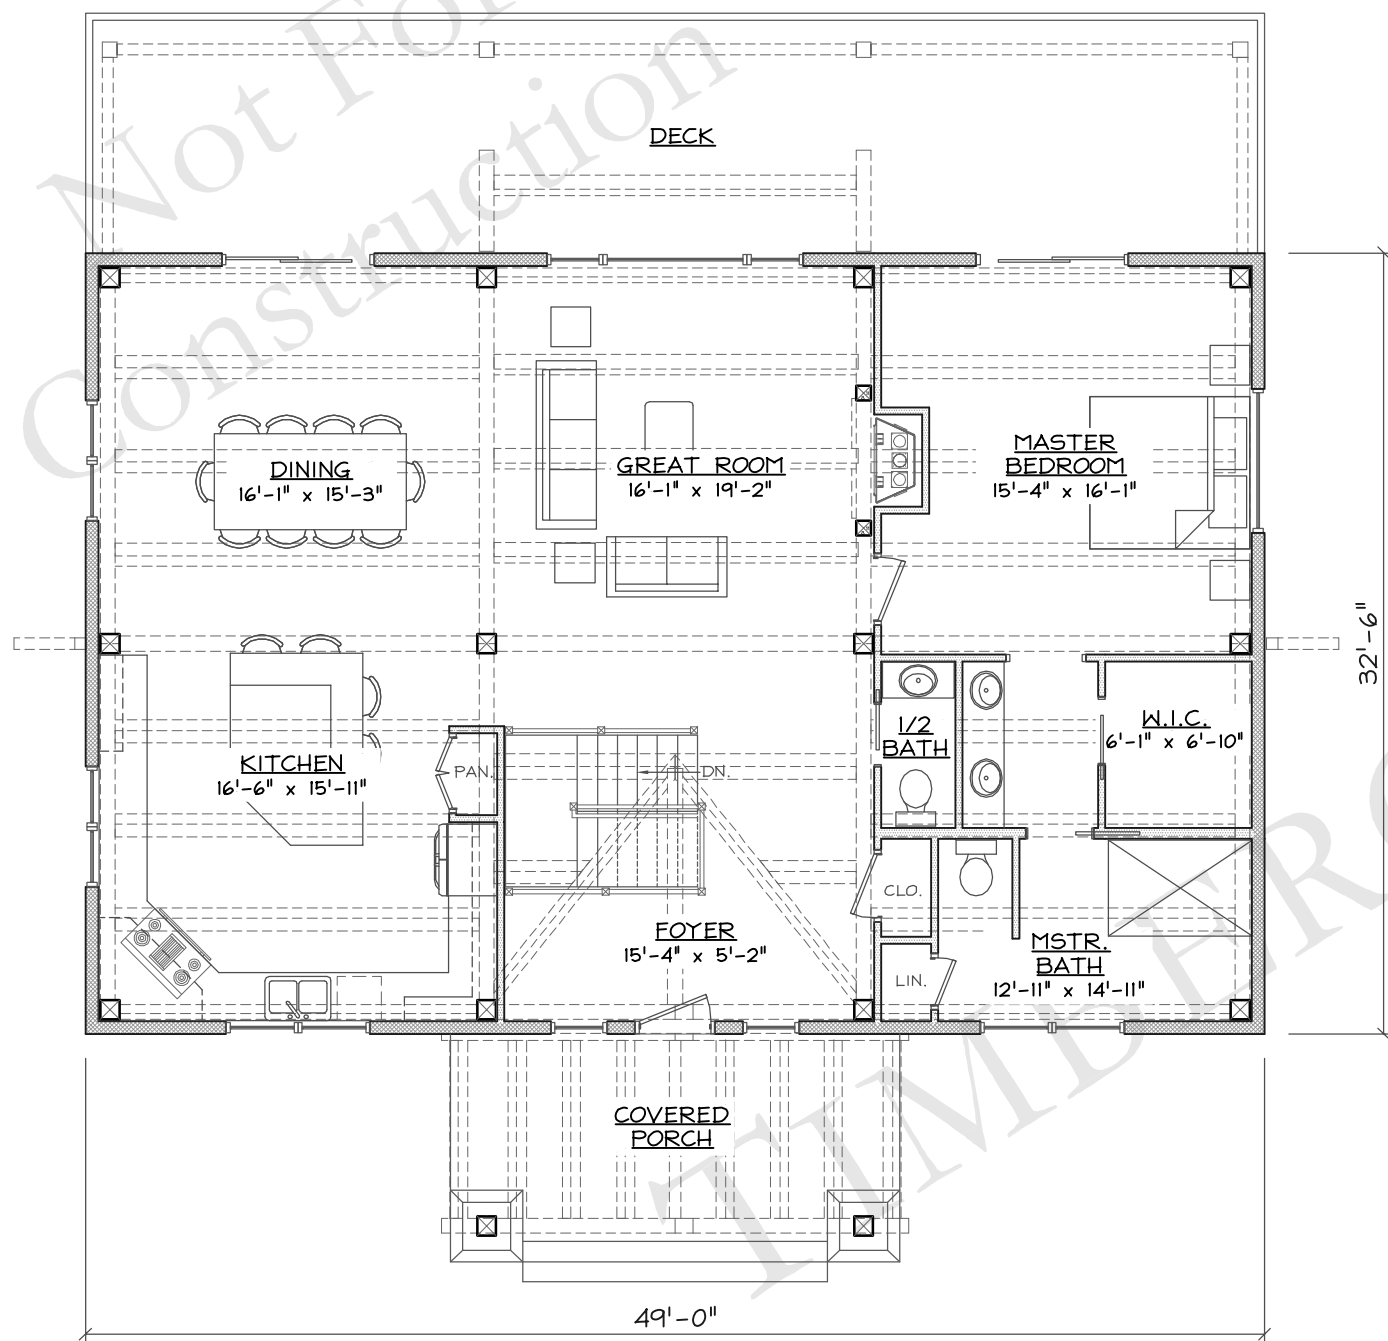 Not For
Construction
DECK
DINING
16'-1" x 15'-3"
GREAT ROOM
16'-1" x 19'-2"
MASTER
BEDROOM
15'-4" x 16'-1"
32'-6"
1/2
BATH
W.I.C.
6'-1" x 6'-10"
KITCHEN
16'-6" x 15'-11"
PAN.
DN.
CLO.
FOYER
15'-4" x 5'-2"
LIN.
MSTR.
BATH
12'-11" x 14'-11"
COVERED
PORCH
49'-0"